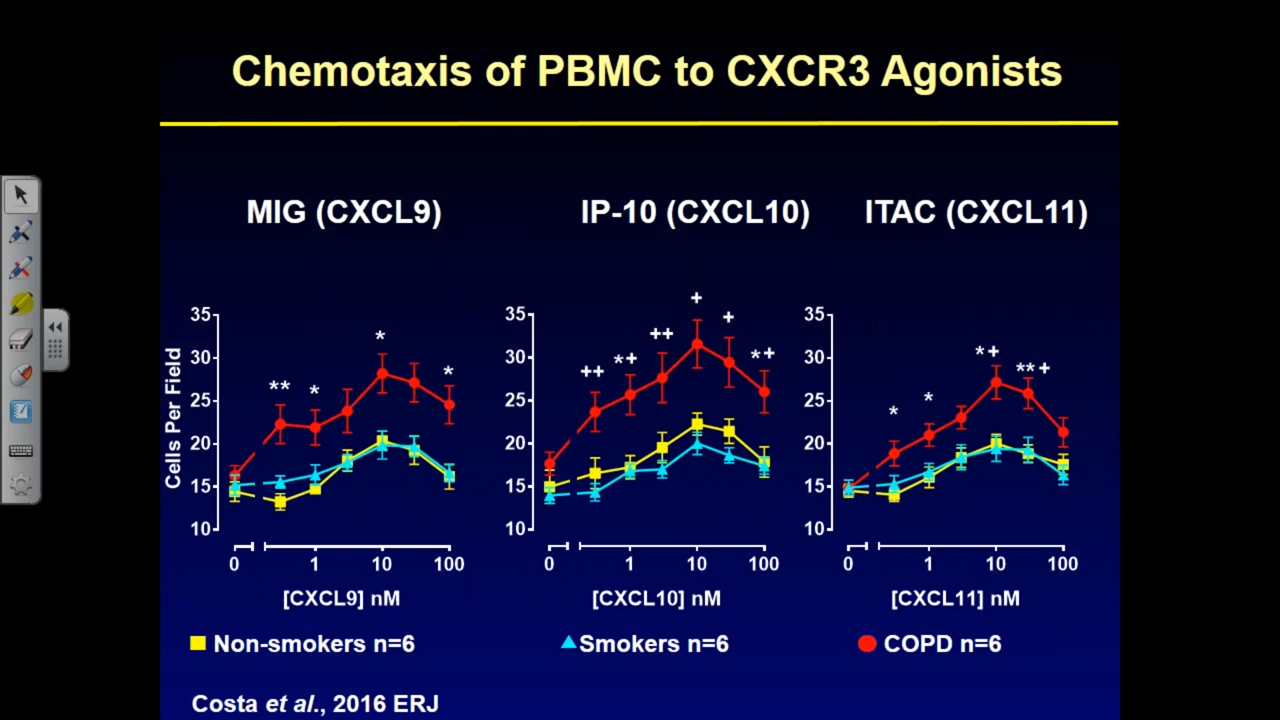 Chemotaxis of PBMC to CXCR3 Agonists
MIG (CXCL9)
IP-10 (CXCL10)
ITAC (CXCL11)
Cells Per Field
35
30
25
20
15
10
** * * *
0 1 10 100
[CXCL9] nM
35
30
25
20
15
10
++ *+ ++ + + *+
0 1 10 100
[CXCL10] nM
35
30
25
20
15
10
* * *+ **+
0 1 10 100
[CXCL11] nM
Non-smokers n=6
Smokers n=6
COPD n=6
Costa et al., 2016 ERJ